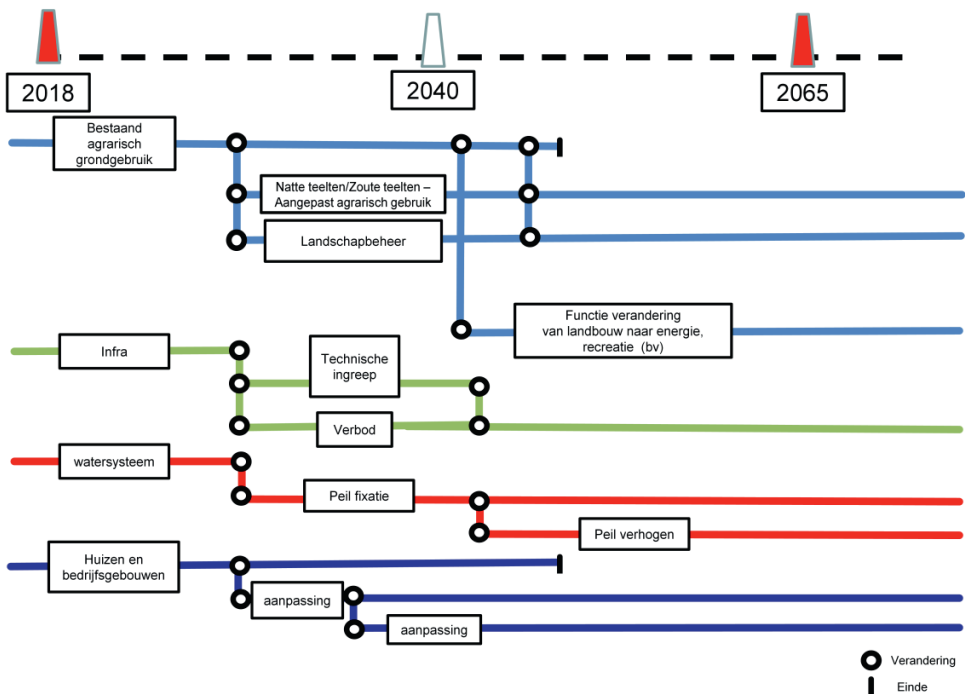 2018
2040
2065
Bestaand
agrarisch
grondgebruik
Natte teelten/Zoute teelten –
Aangepast agrarisch gebruik
Landschapbeheer
Functie verandering
van landbouw naar energie,
recreatie (bv)
Infra
Technische
ingreep
Verbod
watersysteem
Peil fixatie
Peil verhogen
Huizen en
bedrijfsgebouwen
aanpassing
aanpassing
Verandering
Einde